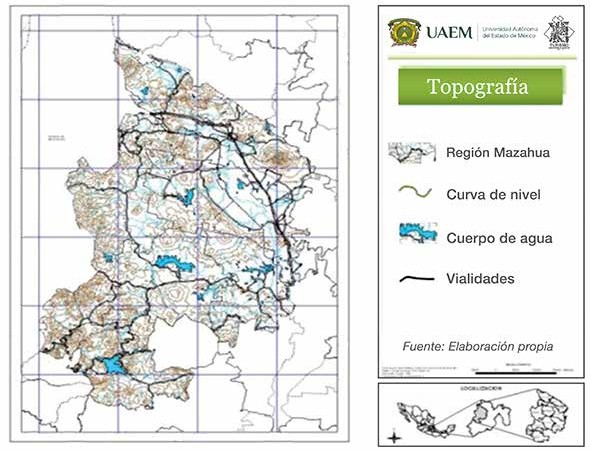 UAEM
Universidad Autónoma
del Estado de México
Topografía
Región Mazahua
Curva de nivel
Cuerpo de agua
Vialidades
Fuente: Elaboración propia
LOCALIZACIÓN